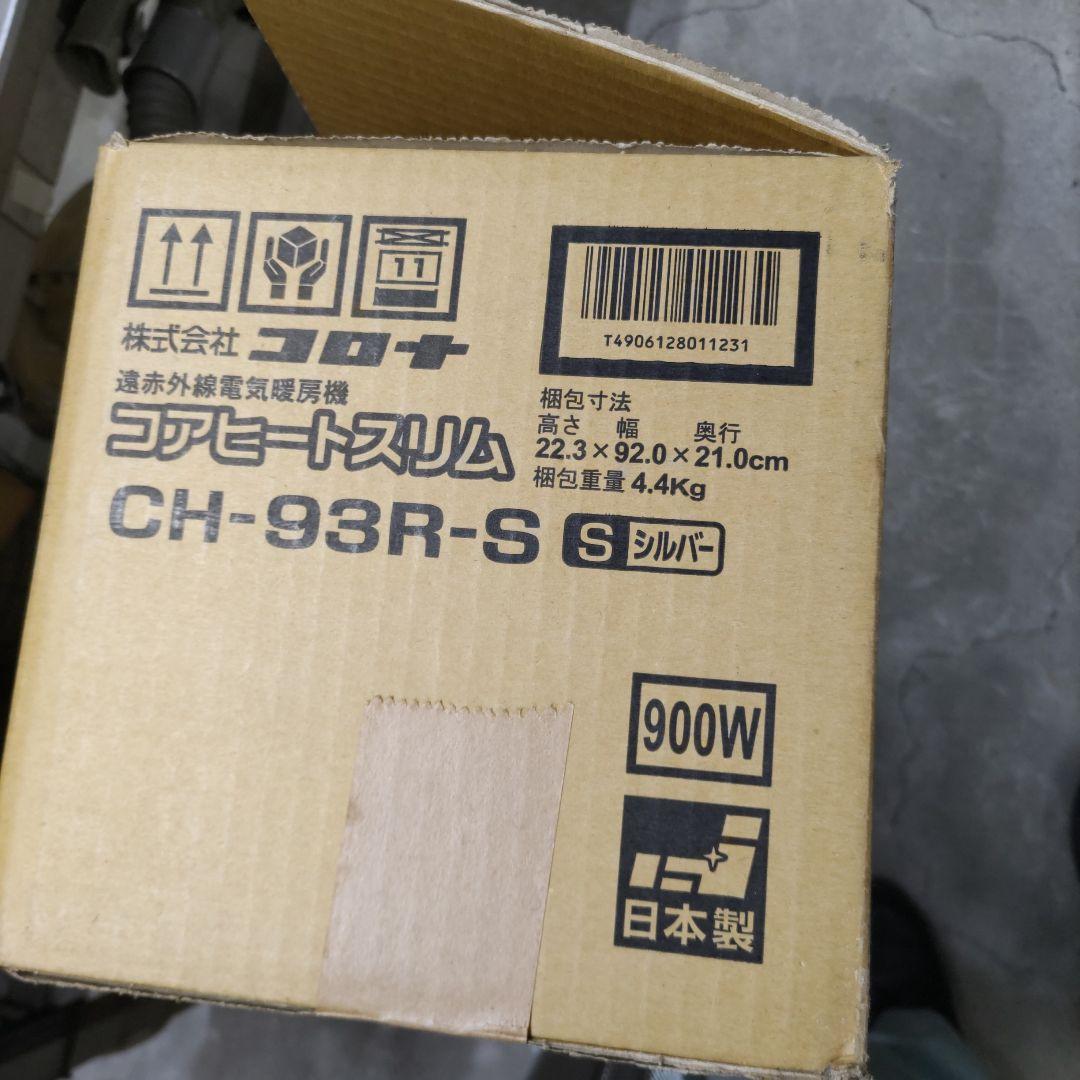 11
T4906128011231
株式会社 コロナ
遠赤外線電気暖房機
コアヒートスリム
CH-93R-S S シルバー
梱包寸法
高さ 幅 奥行
22.3×92.0×21.0cm
梱包重量 4.4Kg
900W
日本製